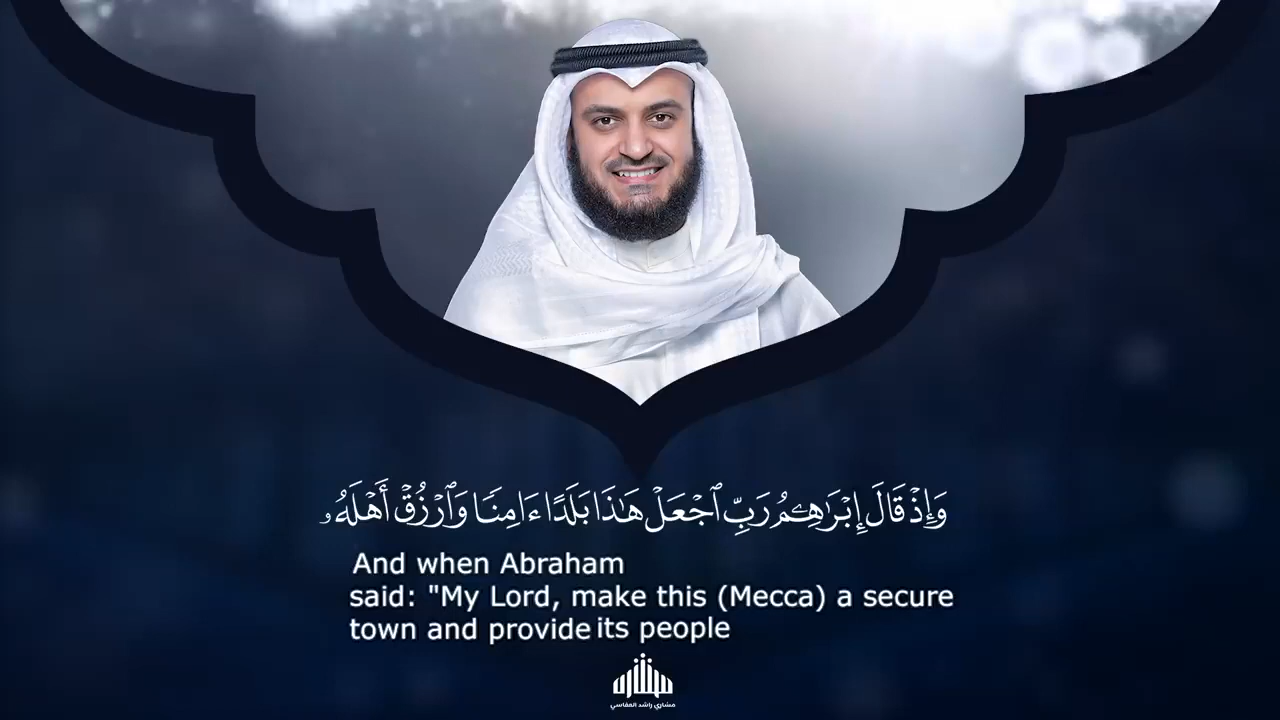 وَإِذْ قَالَ إِبْرَٰهِـۧمُ رَبِّ ٱجْعَلْ هَٰذَا بَلَدًا ءَامِنًا وَٱرْزُقْ أَهْلَهُۥ
And when Abraham
said: "My Lord, make this (Mecca) a secure
town and provide its people
مشاري راشد العفاسي